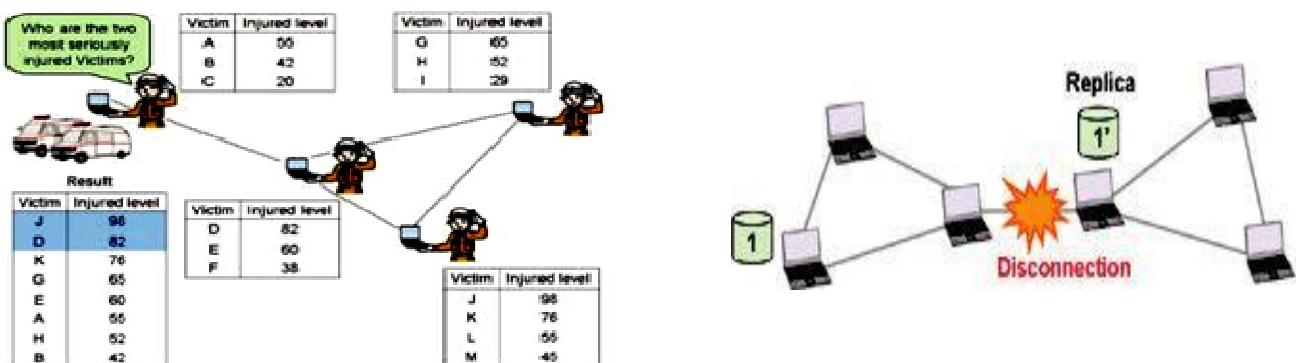 Who are the two
most seriously
injured Victims?
Victim Injured level
A 55
B 42
C 20
Victim Injured level
G 65
H 52
I 29
Result
Victim Injured level
J 98
D 82
K 76
G 65
E 60
A 55
H 52
B 42
Victim Injured level
D 82
E 60
F 38
Victim Injured level
J 98
K 76
L 55
M 45
Replica
1'
1
Disconnection